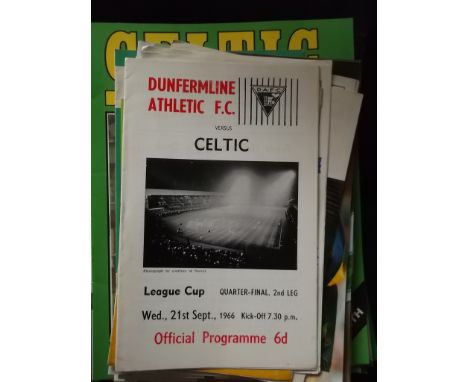 CELTIC
DUNFERMLINE
ATHLETIC F.C.
D.A.F.C.
VERSUS
CELTIC
League Cup QUARTER-FINAL, 2nd LEG
Wed., 21st Sept., 1966 Kick-Off 7.30 p.m.
Official Programme 6d
TH